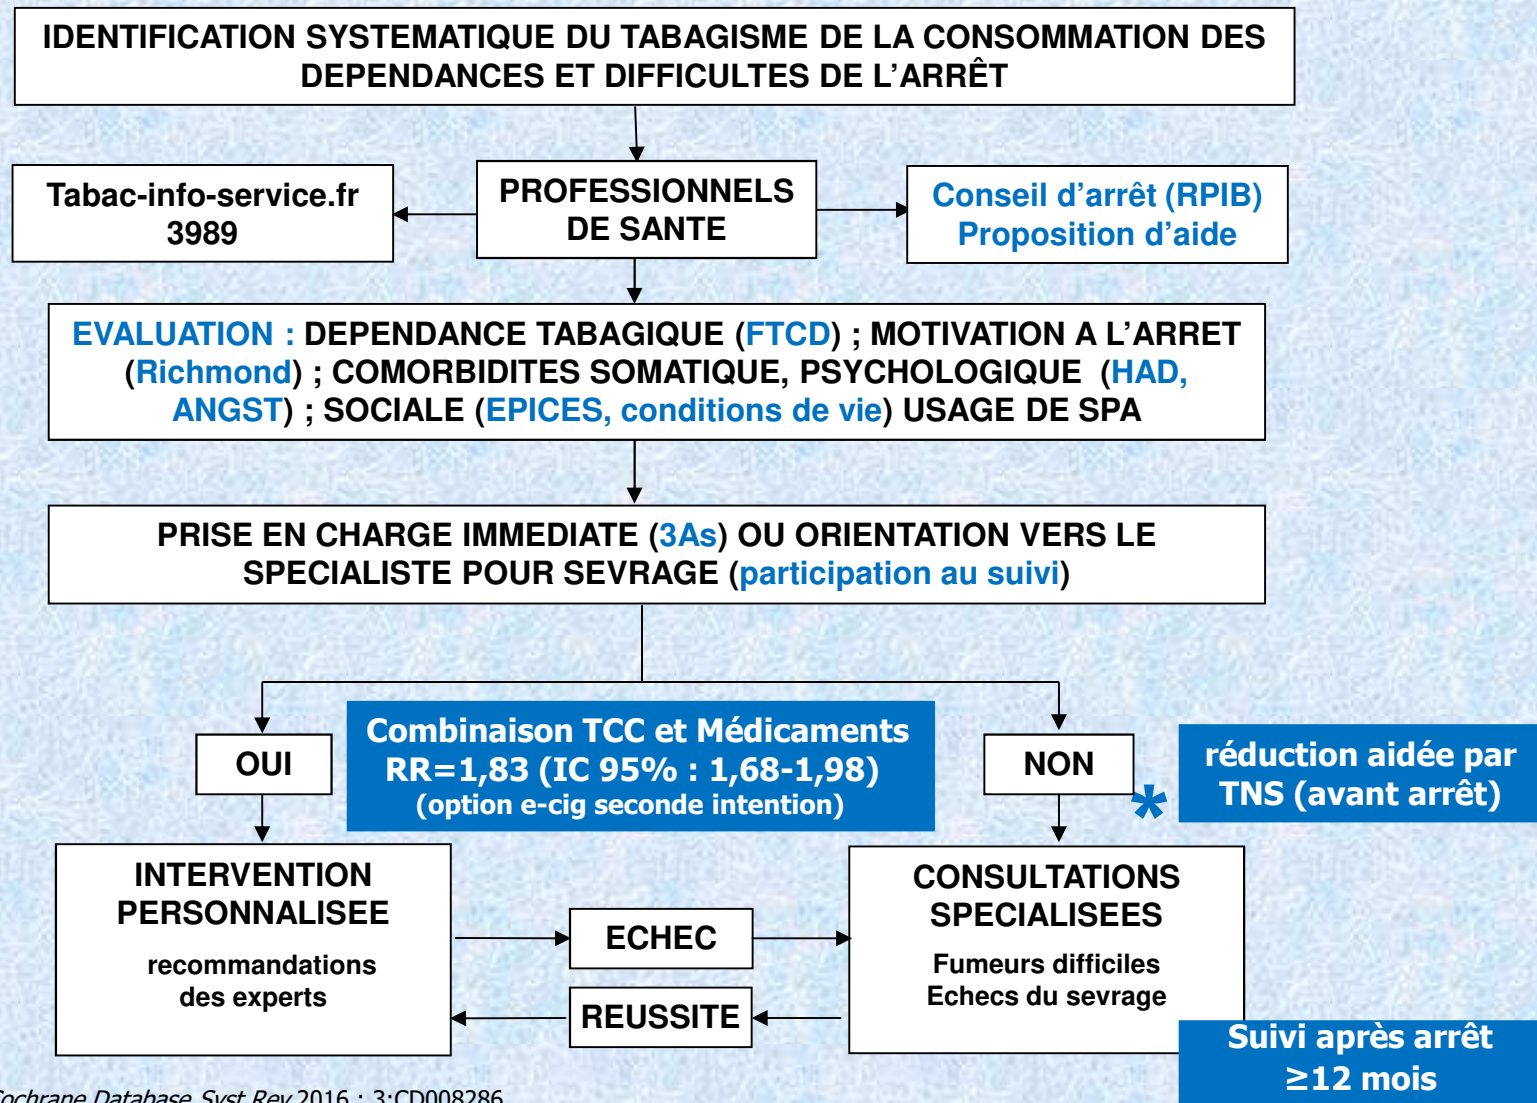 IDENTIFICATION SYSTEMATIQUE DU TABAGISME DE LA CONSOMMATION DES
DEPENDANCES ET DIFFICULTES DE L’ARRÊT
Tabac-info-service.fr
3989
PROFESSIONNELS
DE SANTE
Conseil d’arrêt (RPIB)
Proposition d’aide
EVALUATION : DEPENDANCE TABAGIQUE (FTCD) ; MOTIVATION A L’ARRET
(Richmond) ; COMORBIDITES SOMATIQUE, PSYCHOLOGIQUE (HAD,
ANGST) ; SOCIALE (EPICES, conditions de vie) USAGE DE SPA
PRISE EN CHARGE IMMEDIATE (3As) OU ORIENTATION VERS LE
SPECIALISTE POUR SEVRAGE (participation au suivi)
OUI
Combinaison TCC et Médicaments
RR=1,83 (IC 95% : 1,68-1,98)
(option e-cig seconde intention)
NON
*
réduction aidée par
TNS (avant arrêt)
INTERVENTION
PERSONNALISEE
recommandations
des experts
ECHEC
REUSSITE
CONSULTATIONS
SPECIALISEES
Fumeurs difficiles
Echecs du sevrage
Suivi après arrêt
≥12 mois
Cochrane Database Syst Rev 2016 ; 3:CD008286